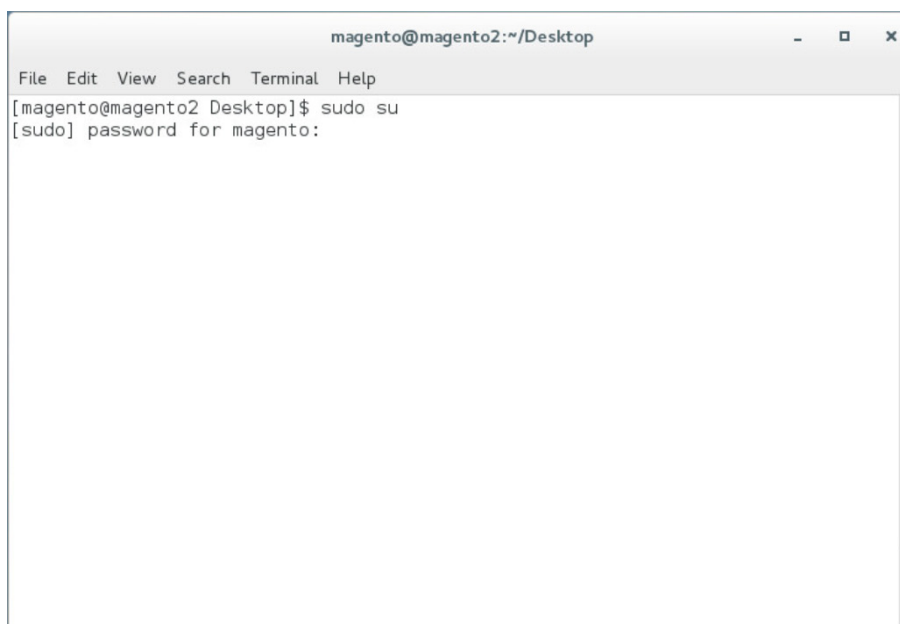 magento@magento2:~/Desktop
File Edit View Search Terminal Help
[magento@magento2 Desktop]$ sudo su
[sudo] password for magento: